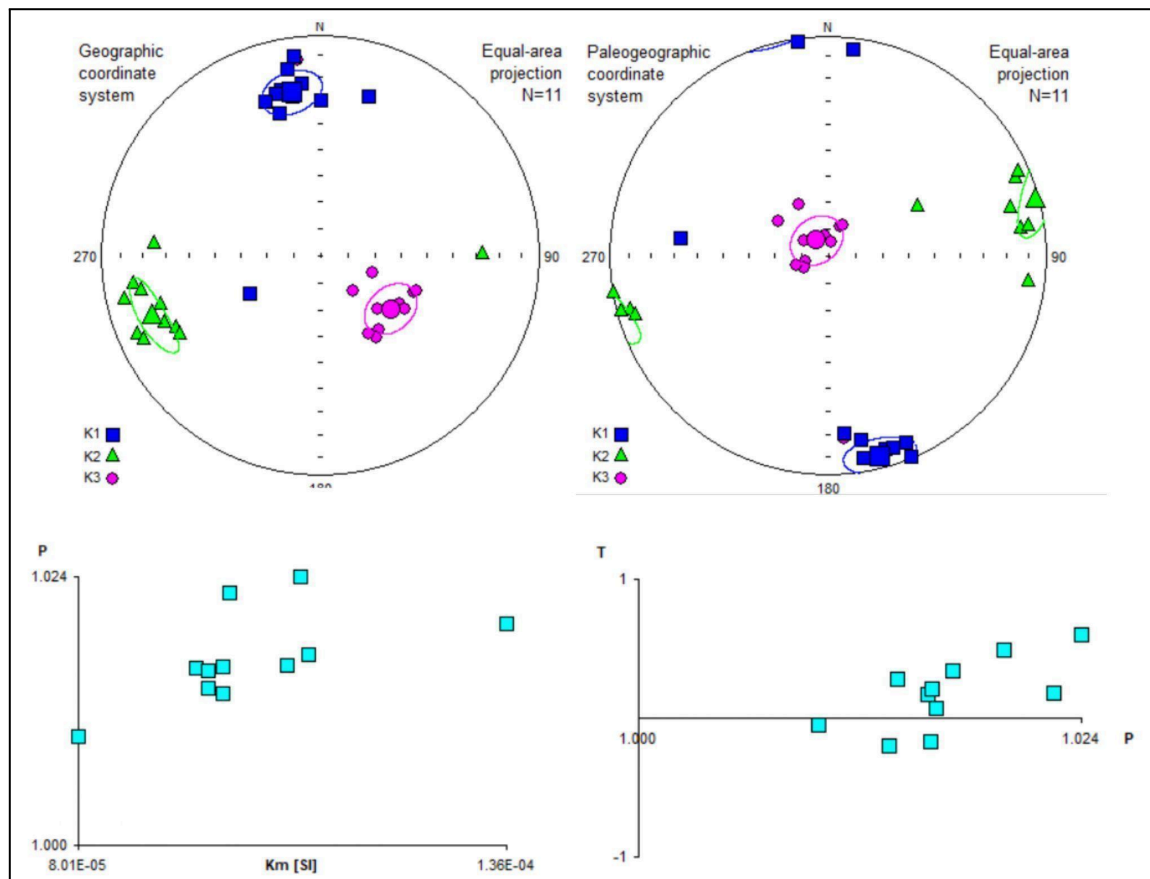 N
Geographic
coordinate
system
Equal-area
projection
N=11
270
90
K1
K2
K3
180
N
Paleogeographic
coordinate
system
Equal-area
projection
N=11
270
90
K1
K2
K3
180
P
1.024
1.000
8.01E-05
Km [SI]
1.36E-04
T
1
1.000
1.024
P
-1